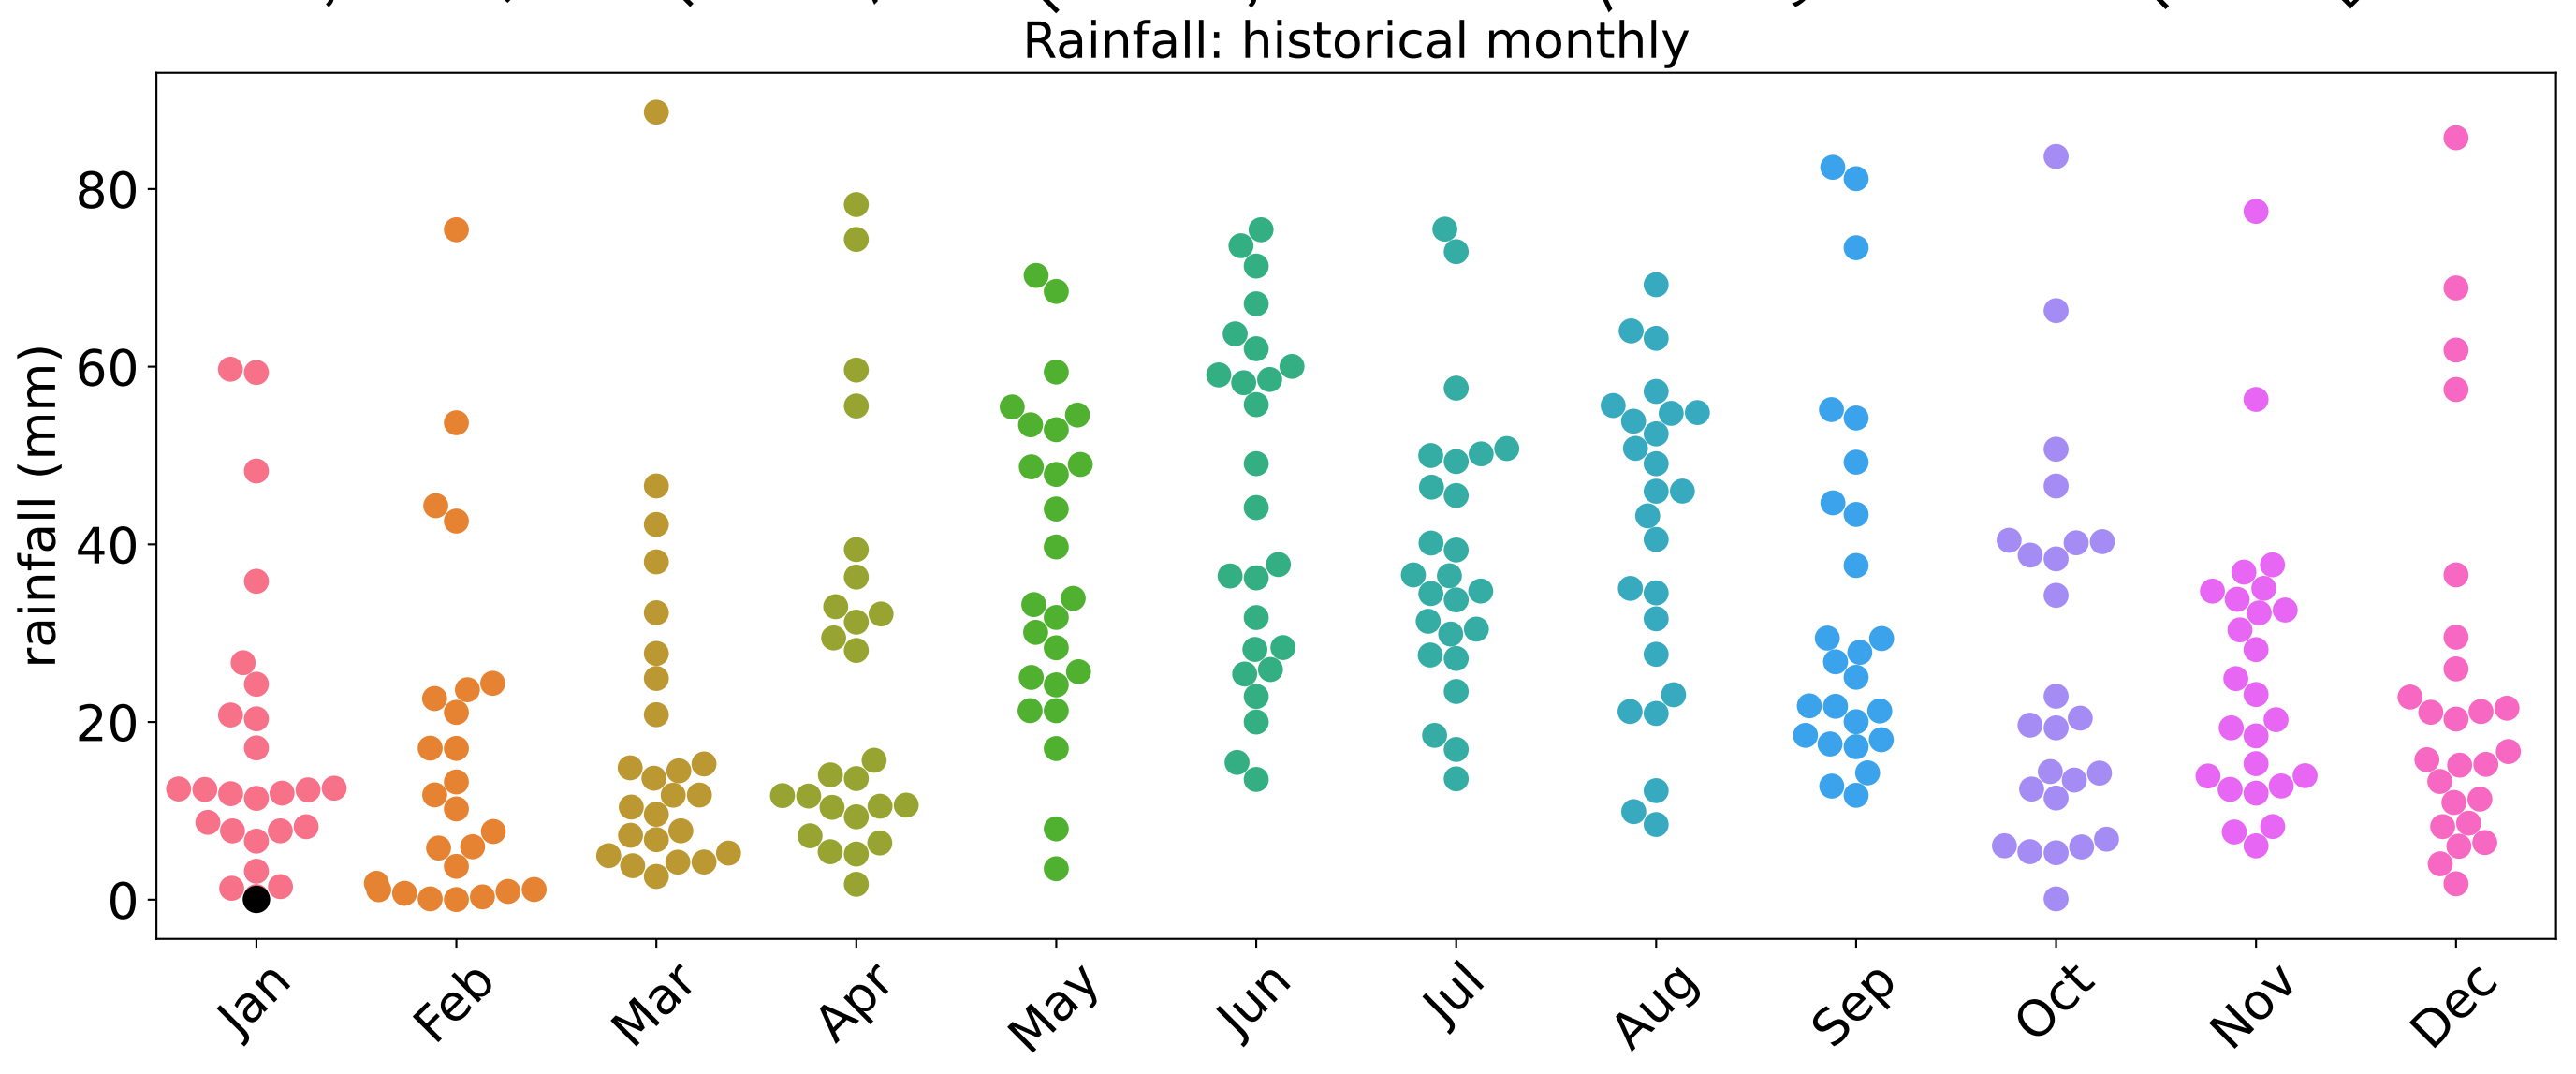 Rainfall: historical monthly
rainfall (mm)
80
60
40
20
0
Jan
Feb
Mar
Apr
May
Jun
Jul
Aug
Sep
Oct
Nov
Dec